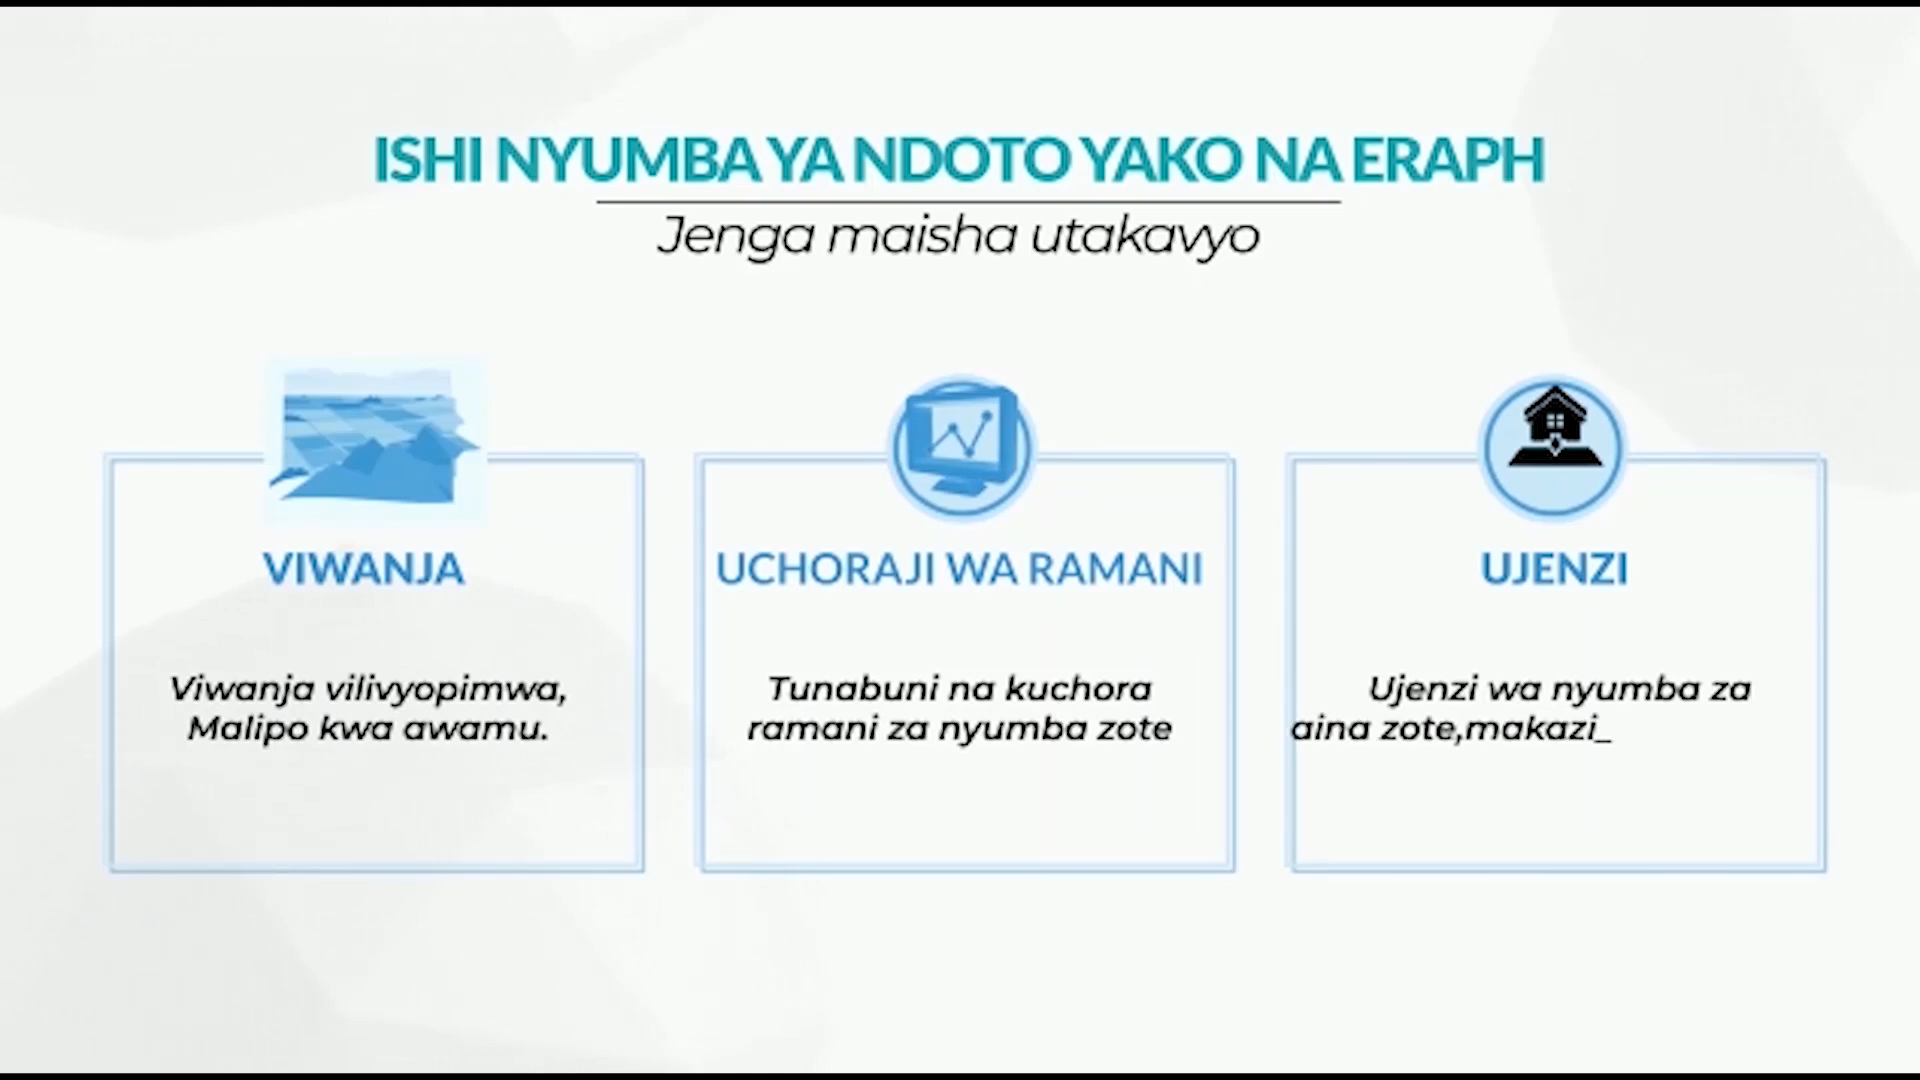 ISHI NYUMBA YA NDOTO YAKO NA ERAPH
Jenga maisha utakavyo
VIWANJA
Viwanja vilivyopimwa,
Malipo kwa awamu.
UCHORAJI WA RAMANI
Tunabuni na kuchora
ramani za nyumba zote
UJENZI
Ujenzi wa nyumba za
aina zote,makazi_